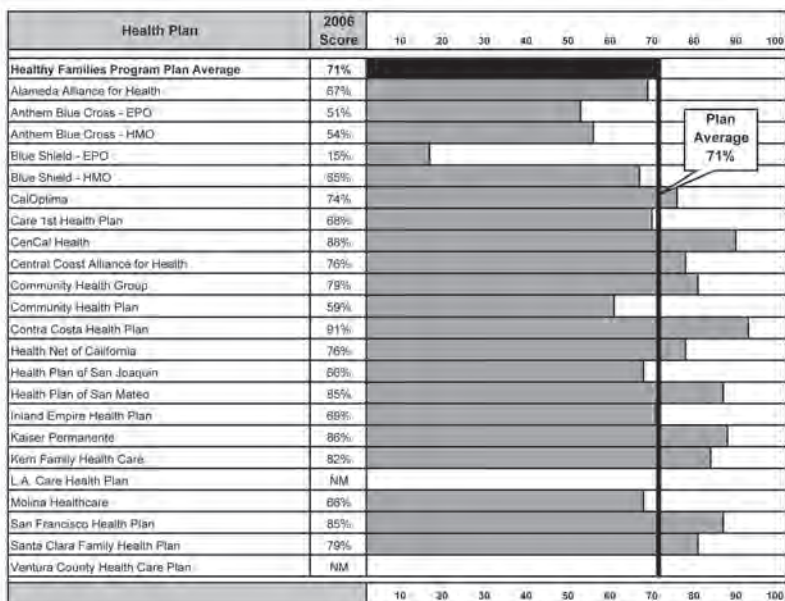 Health Plan 2006 Score 10 20 30 40 50 60 70 80 90 100
Healthy Families Program Plan Average 71%
Alameda Alliance for Health 67%
Anthem Blue Cross - EPO 51%
Anthem Blue Cross - HMO 54%
Blue Shield - EPO 15%
Blue Shield - HMO 65%
CalOptima 74%
Care 1st Health Plan 68%
CenCal Health 88%
Central Coast Alliance for Health 76%
Community Health Group 79%
Community Health Plan 59%
Contra Costa Health Plan 91%
Health Net of California 76%
Health Plan of San Joaquin 66%
Health Plan of San Mateo 85%
Inland Empire Health Plan 69%
Kaiser Permanente 86%
Kern Family Health Care 82%
L.A. Care Health Plan NM
Molina Healthcare 66%
San Francisco Health Plan 85%
Santa Clara Family Health Plan 79%
Ventura County Health Care Plan NM
10 20 30 40 50 60 70 80 90 100
Plan
Average
71%